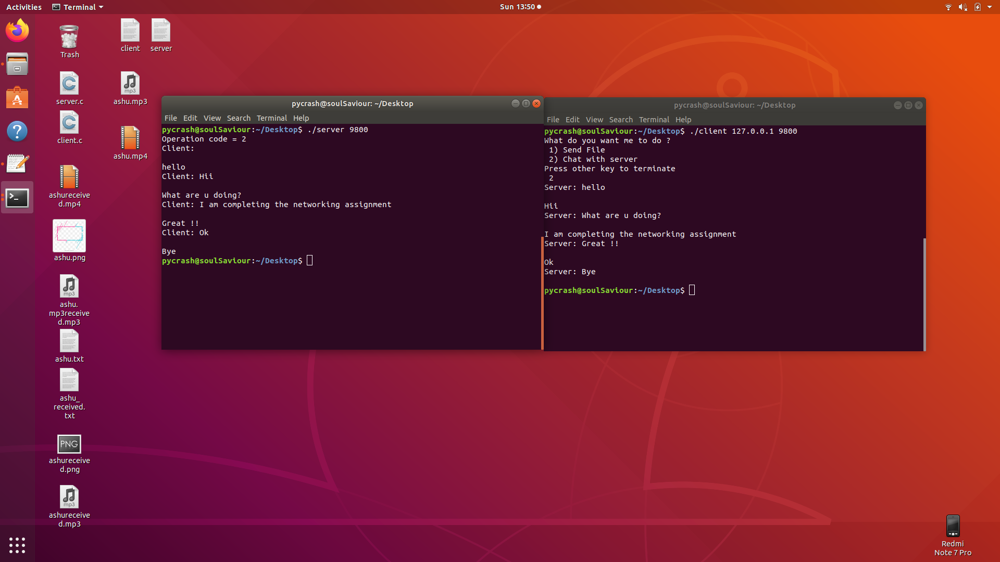 Activities
Terminal
Sun 13:50
Trash
client
server
server.c
ashu.mp3
client.c
ashu.mp4
ashureceive
d.mp4
ashu.png
mp3
ashu.
mp3receive
d.mp3
ashu.txt
ashu_
received.
txt
PNG
ashureceive
d.png
mp3
ashureceive
d.mp3
mp3
pycrash@soulSaviour: ~/Desktop
File Edit View Search Terminal Help
pycrash@soulSaviour:~/Desktop$ ./server 9800
Operation code = 2
Client:
hello
Client: Hii
What are u doing?
Client: I am completing the networking assignment
Great !!
Client: Ok
Bye
pycrash@soulSaviour:~/Desktop$
pycrash@soulSaviour: ~/Desktop
File Edit View Search Terminal Help
pycrash@soulSaviour:~/Desktop$ ./client 127.0.0.1 9800
What do you want me to do ?
1) Send File
2) Chat with server
Press other key to terminate
2
Server: hello
Hii
Server: What are u doing?
I am completing the networking assignment
Server: Great !!
Ok
Server: Bye
pycrash@soulSaviour:~/Desktop$
Redmi
Note 7 Pro